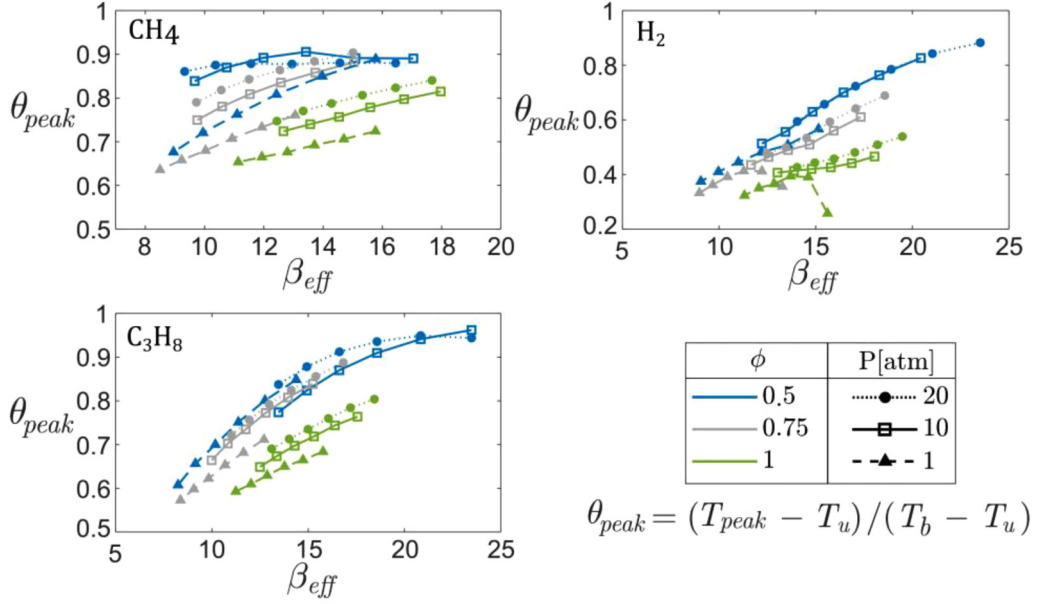 CH4
θpeak
1
0.9
0.8
0.7
0.6
0.5
8 10 12 14 16 18 20
βeff
H2
θpeak
1
0.8
0.6
0.4
0.2
5 10 15 20 25
βeff
C3H8
θpeak
1
0.9
0.8
0.7
0.6
0.5
5 10 15 20 25
βeff
ϕ P[atm]
0.5 20
0.75 10
1 1
θpeak = (Tpeak − Tu)/(Tb − Tu)